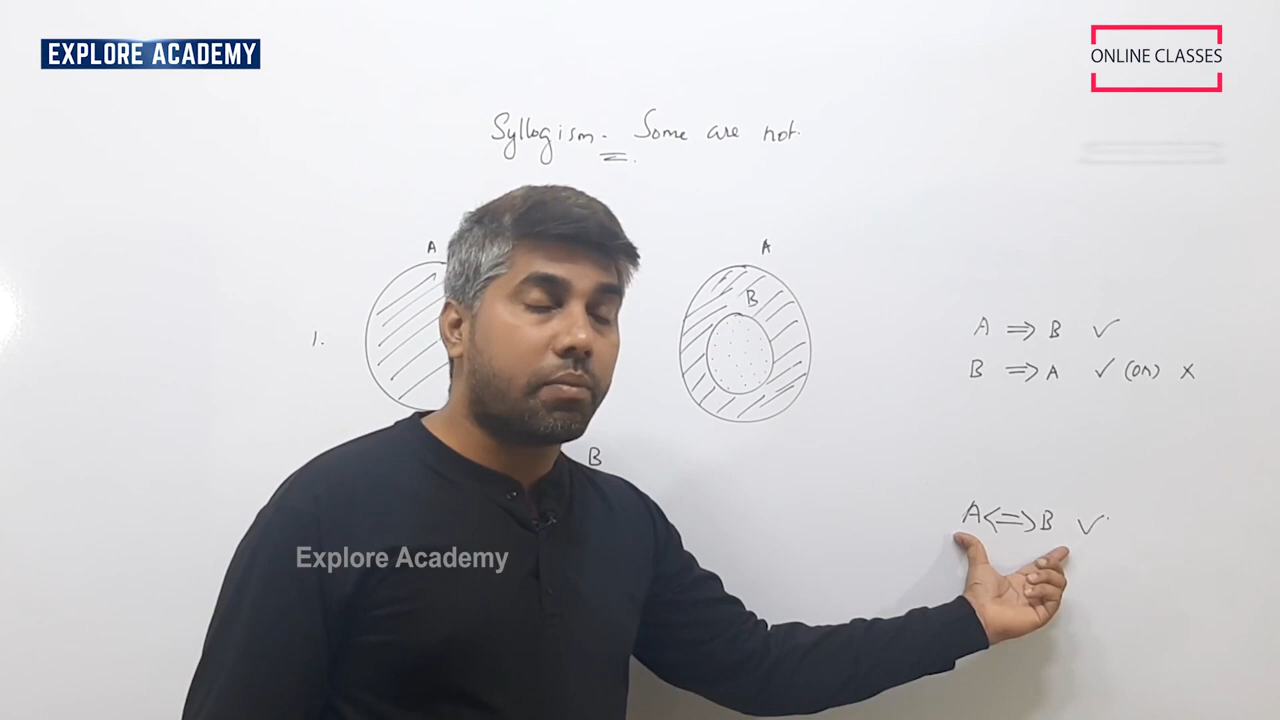 EXPLORE ACADEMY
ONLINE CLASSES
Syllogism - Some are not.
A
A
B
1.
A ⇒ B ✓
B ⇒ A ✓ (or) ×
B
A<=>B ✓
Explore Academy